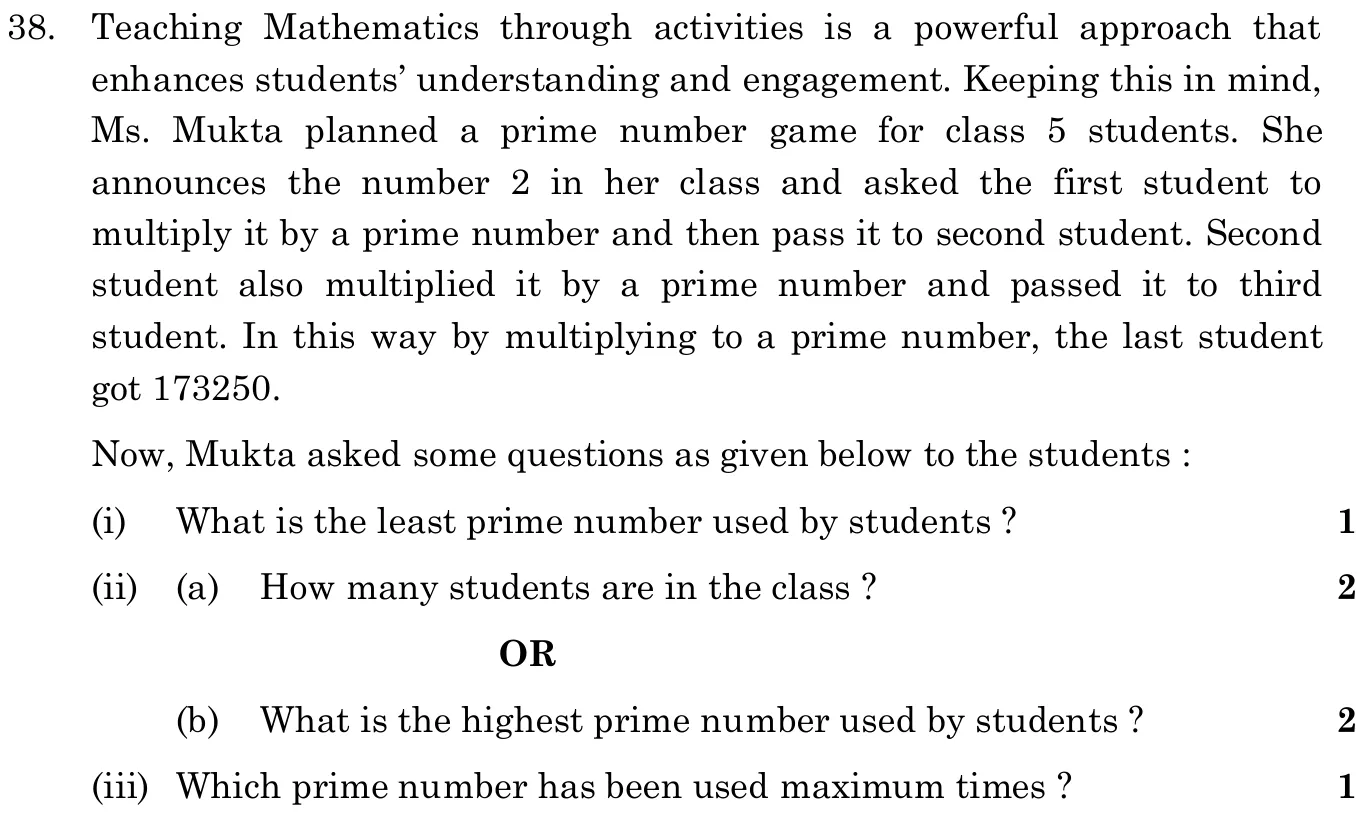 38. Teaching Mathematics through activities is a powerful approach that
enhances students’ understanding and engagement. Keeping this in mind,
Ms. Mukta planned a prime number game for class 5 students. She
announces the number 2 in her class and asked the first student to
multiply it by a prime number and then pass it to second student. Second
student also multiplied it by a prime number and passed it to third
student. In this way by multiplying to a prime number, the last student
got 173250.
Now, Mukta asked some questions as given below to the students :
(i) What is the least prime number used by students ? 1
(ii) (a) How many students are in the class ? 2
OR
(b) What is the highest prime number used by students ? 2
(iii) Which prime number has been used maximum times ? 1